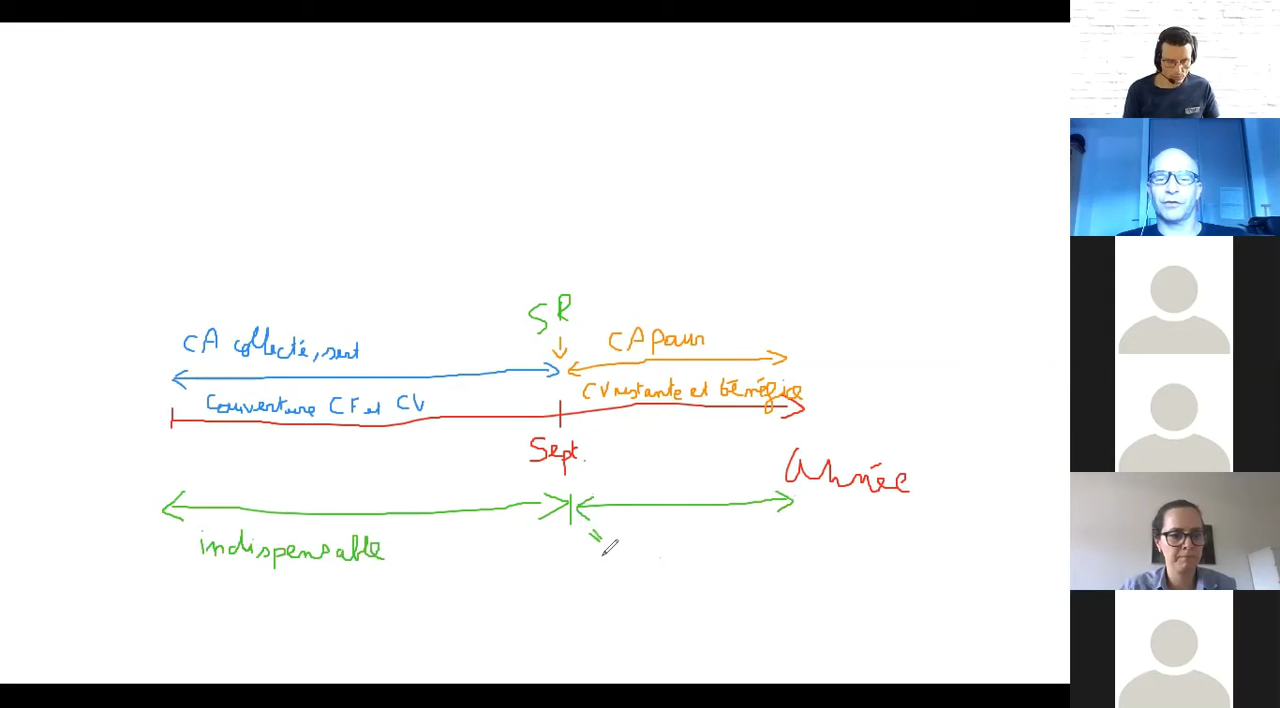 SR
CA collecté, sert
CA pour
couverture CF et CV
CV restante et bénéfice
Sept.
Année
indispensable
»